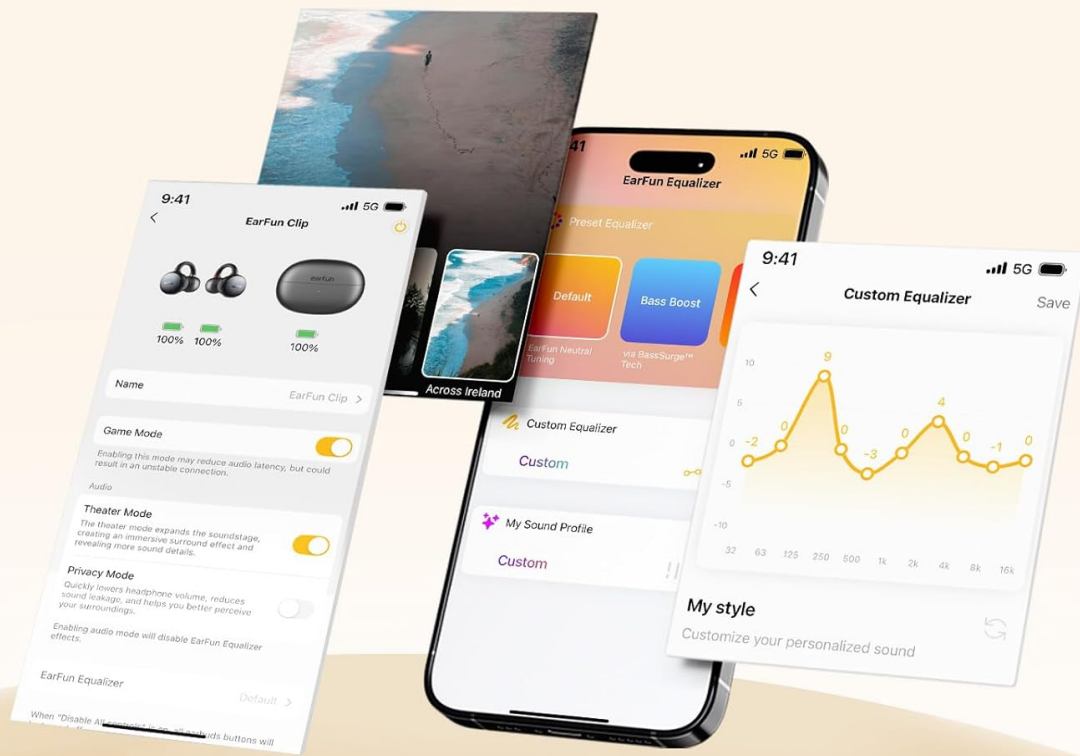 9:41
5G
EarFun Clip
earfun
100%
100%
100%
Name
EarFun Clip
Game Mode
Enabling this mode may reduce audio latency, but could
result in an unstable connection.
Audio
Theater Mode
The theater mode expands the soundstage,
creating an immersive surround effect and
revealing more sound details.
Privacy Mode
Quickly lowers headphone volume, reduces
sound leakage, and helps you better perceive
your surroundings.
Enabling audio mode will disable EarFun Equalizer
effects.
EarFun Equalizer
Default
Across Ireland
41
5G
EarFun Equalizer
Preset Equalizer
Default
Bass Boost
EarFun Neutral
Tuning
via BassSurge™
Tech
Custom Equalizer
Custom
My Sound Profile
Custom
9:41
5G
Custom Equalizer
Save
10
5
0
-5
-10
-2
0
9
0
-3
0
4
0
-1
0
32 63 125 250 500 1k 2k 4k 8k 16k
My style
Customize your personalized sound